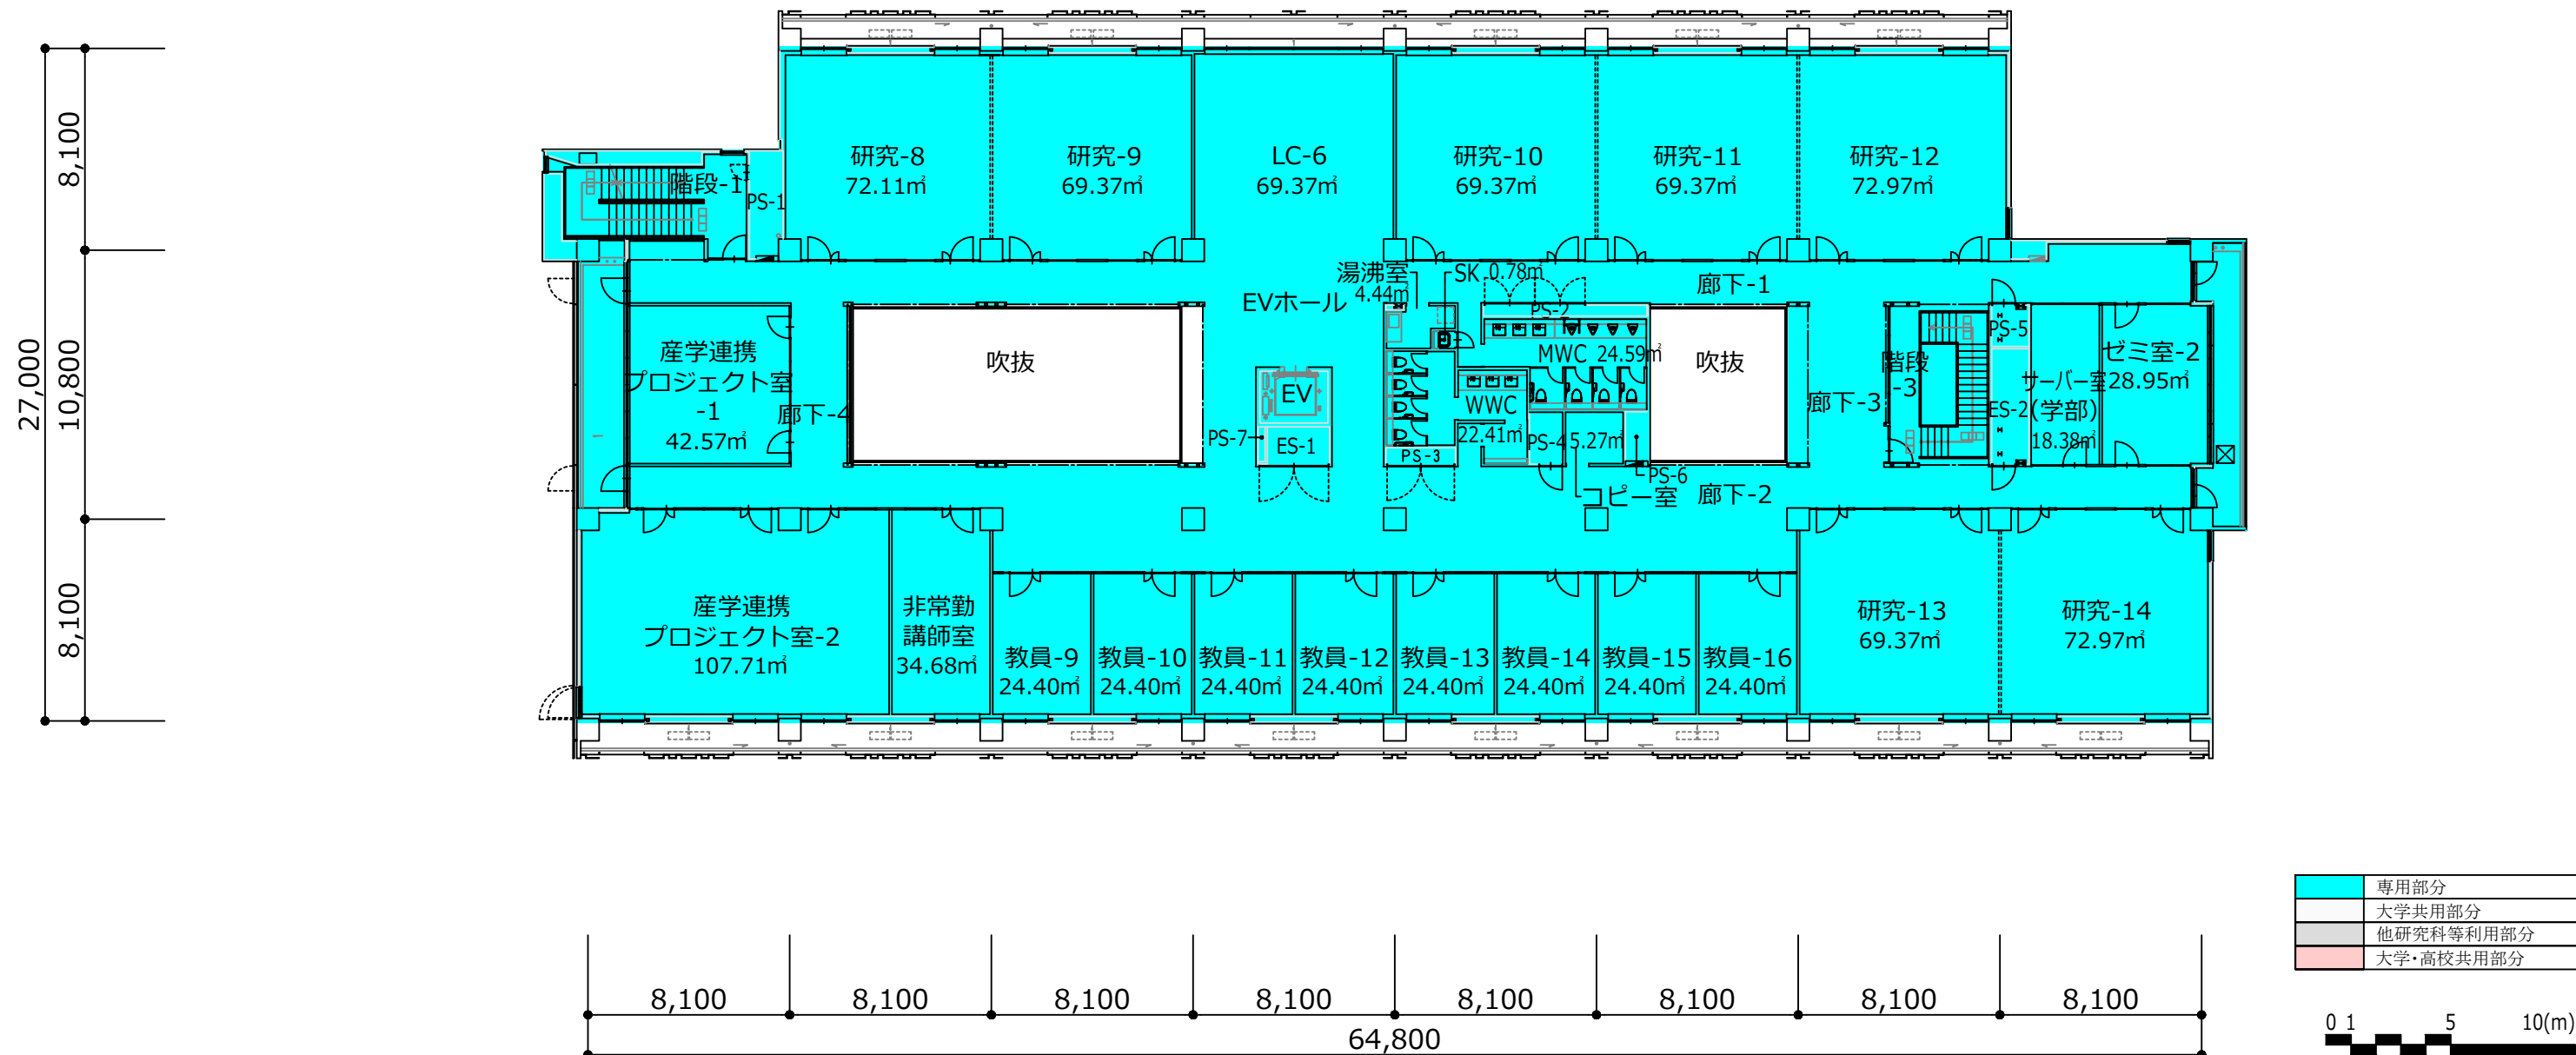 研究-8
72.11㎡
研究-9
69.37㎡
LC-6
69.37㎡
研究-10
69.37㎡
研究-11
69.37㎡
研究-12
72.97㎡
階段-1
PS-1
8,100
10,800
8,100
27,000
湯沸室
4.44㎡
SK 0.78㎡
廊下-1
EVホール
PS-2
産学連携
プロジェクト室
-1
42.57㎡
廊下-4
吹抜
EV
PS-7
ES-1
MWC 24.59㎡
WWC
22.41㎡
PS-3
PS-4
5.27㎡
PS-6
コピー室
廊下-2
吹抜
廊下-3
階段
-3
PS-5
ES-2
サーバー室
(学部)
18.38㎡
ゼミ室-2
28.95㎡
産学連携
プロジェクト室-2
107.71㎡
非常勤
講師室
34.68㎡
教員-9
24.40㎡
教員-10
24.40㎡
教員-11
24.40㎡
教員-12
24.40㎡
教員-13
24.40㎡
教員-14
24.40㎡
教員-15
24.40㎡
教員-16
24.40㎡
研究-13
69.37㎡
研究-14
72.97㎡
専用部分
大学共用部分
他研究科等利用部分
大学・高校共用部分
8,100 8,100 8,100 8,100 8,100 8,100 8,100 8,100
64,800
0 1 5 10(m)